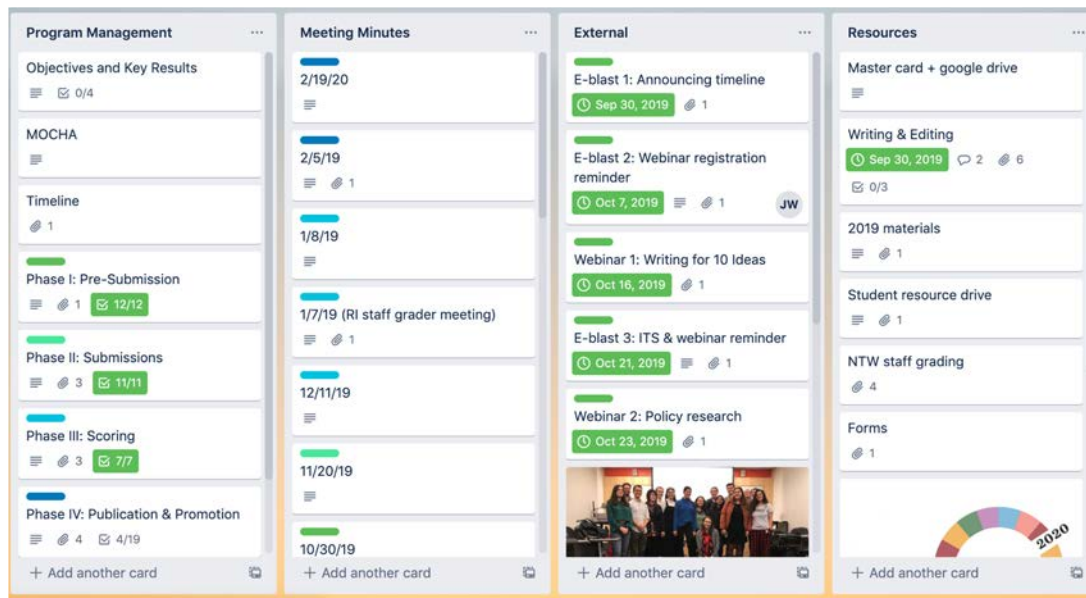 Program Management
Objectives and Key Results
0/4
MOCHA
Timeline
1
Phase I: Pre-Submission
1 12/12
Phase II: Submissions
3 11/11
Phase III: Scoring
3 7/7
Phase IV: Publication & Promotion
4 4/19
+ Add another card
Meeting Minutes
2/19/20
2/5/19
1
1/8/19
1/7/19 (RI staff grader meeting)
1
12/11/19
11/20/19
10/30/19
+ Add another card
External
E-blast 1: Announcing timeline
Sep 30, 2019 1
E-blast 2: Webinar registration
reminder
Oct 7, 2019 1 JW
Webinar 1: Writing for 10 Ideas
Oct 16, 2019 1
E-blast 3: ITS & webinar reminder
Oct 21, 2019 1
Webinar 2: Policy research
Oct 23, 2019 1
+ Add another card
Resources
Master card + google drive
Writing & Editing
Sep 30, 2019 2 6
0/3
2019 materials
1
Student resource drive
1
NTW staff grading
4
Forms
1
2020
+ Add another card